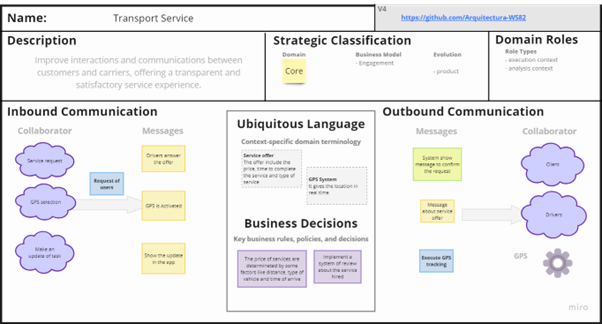 Name:
Transport Service
V4
https://github.com/Arquitectura-WS82
Description
Improve interactions and communications between
customers and carriers, offering a transparent and
satisfactory service experience.
Strategic Classification
Domain
Core
Business Model
- Engagement
Evolution
- product
Domain Roles
Role Types
- execution context
- analysis context
Inbound Communication
Collaborator
Messages
Service request
Drivers answer
the offer
Request of
users
GPS selection
GPS is Activated
Make an
update of task
Show the update
in the app
Ubiquitous Language
Context-specific domain terminology
Service offer
The offer include the
price, time to complete
the service and type of
service
GPS System
It gives the location in
real time.
Business Decisions
Key business rules, policies, and decisions
The price of services are
determinated by some
factors like distance, type of
vehicle and time of arrive
Implement a
system of review
about the service
hired
Outbound Communication
Messages
Collaborator
System show
message to confirm
the request
Client
Message
about service
offer
Drivers
Execute GPS
tracking
GPS
miro